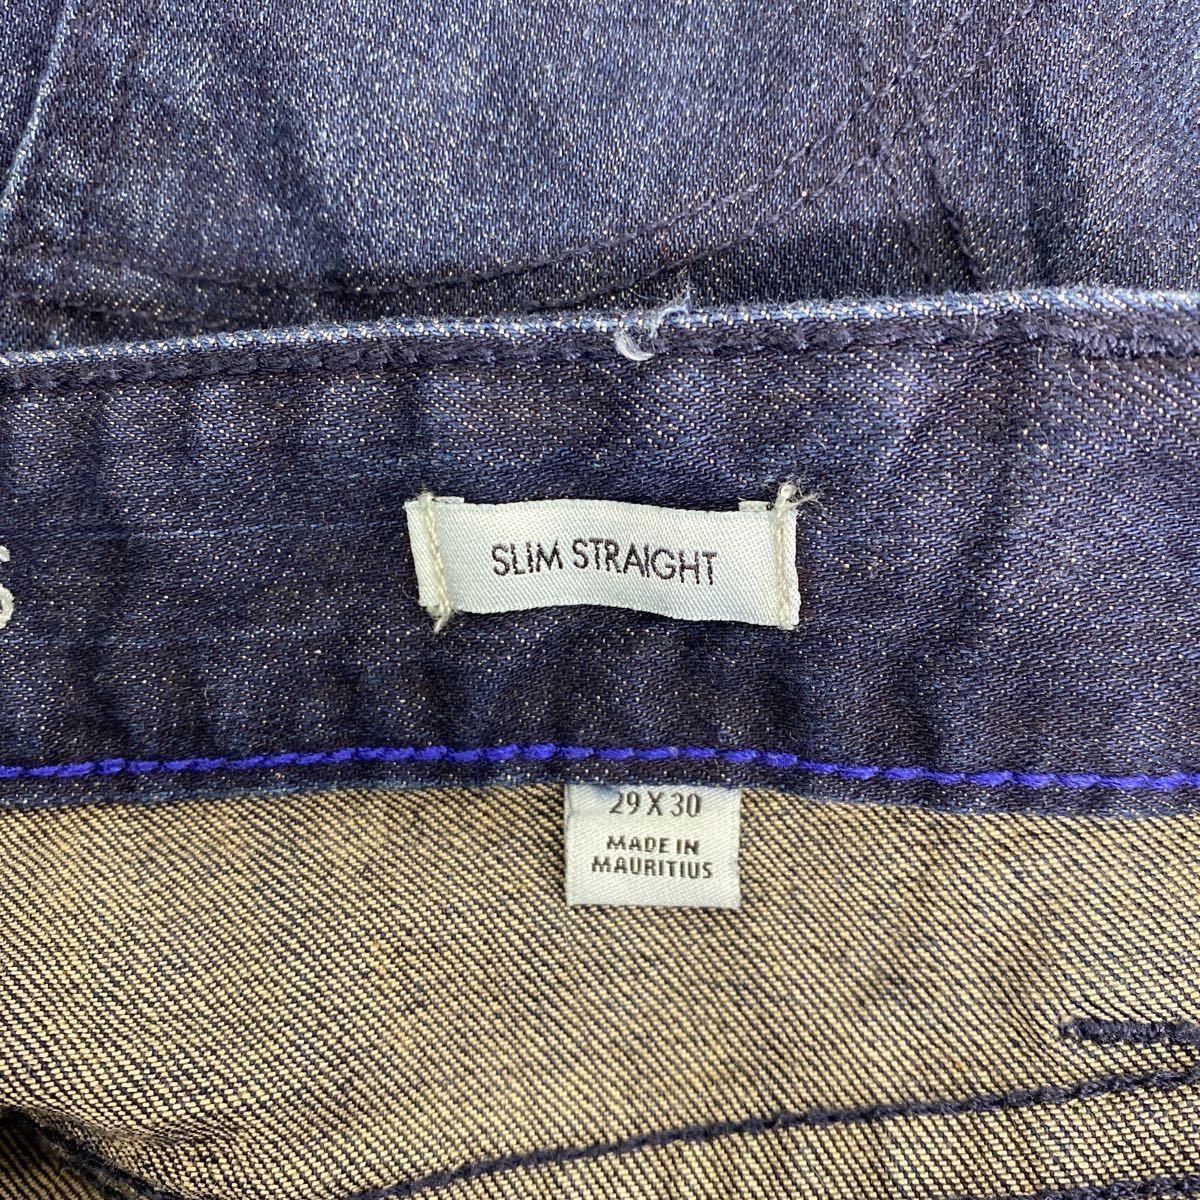 SLIM STRAIGHT
29 X 30
MADE IN
MAURITIUS